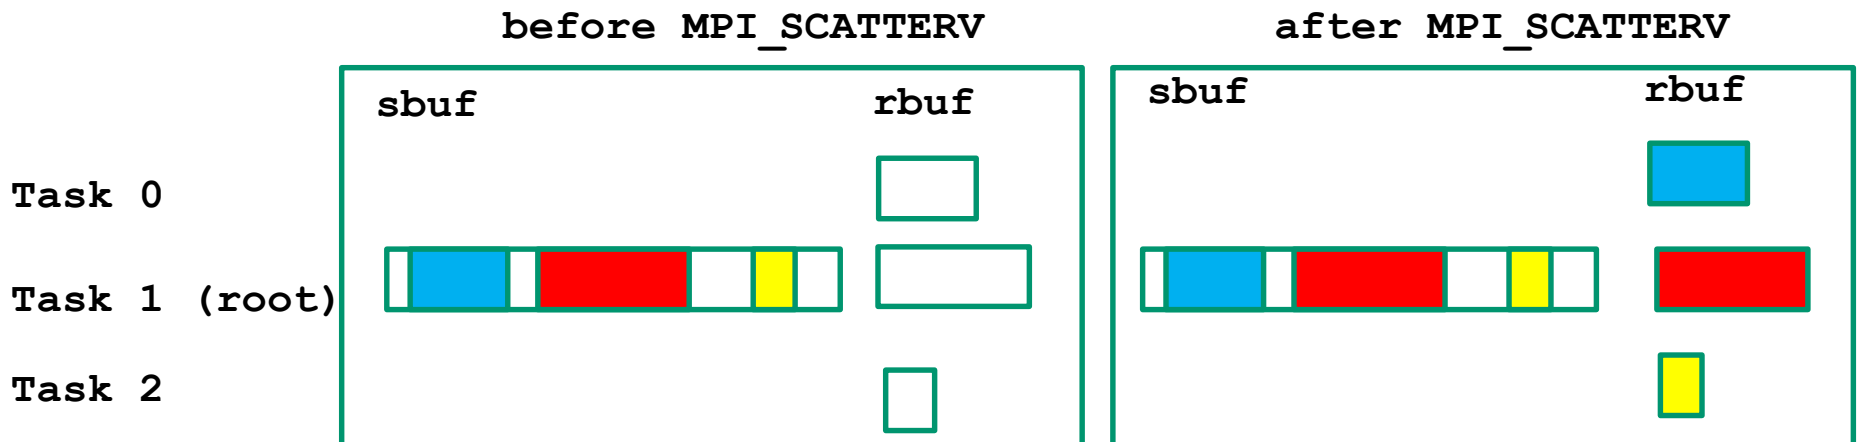 before MPI_SCATTERV
after MPI_SCATTERV
sbuf
rbuf
sbuf
rbuf
Task 0
Task 1 (root)
Task 2